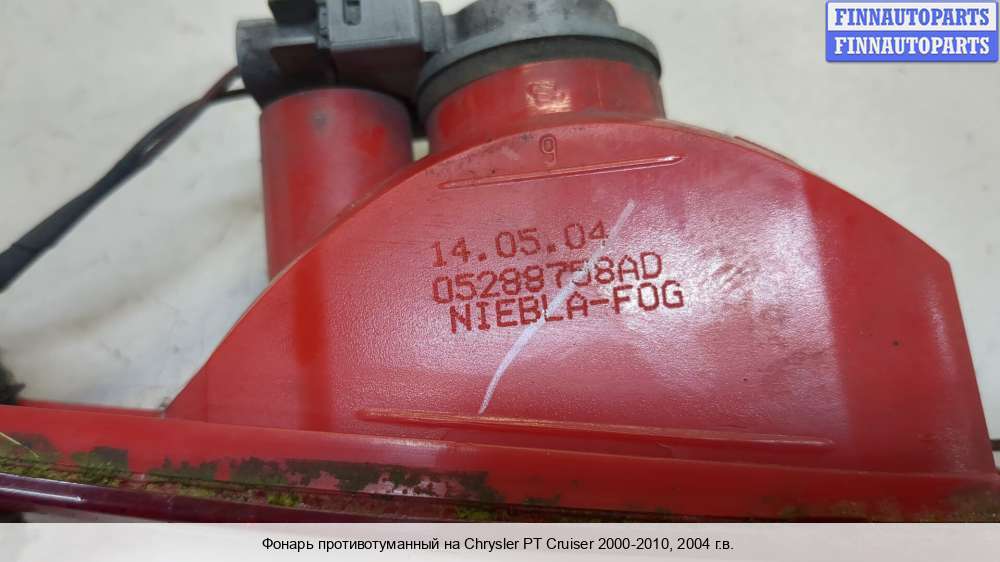 FINNAUTOPARTS
FINNAUTOPARTS
9
14.05.04
05288758AD
NIEBLA-FOG
Фонарь противотуманный на Chrysler PT Cruiser 2000-2010, 2004 г.в.